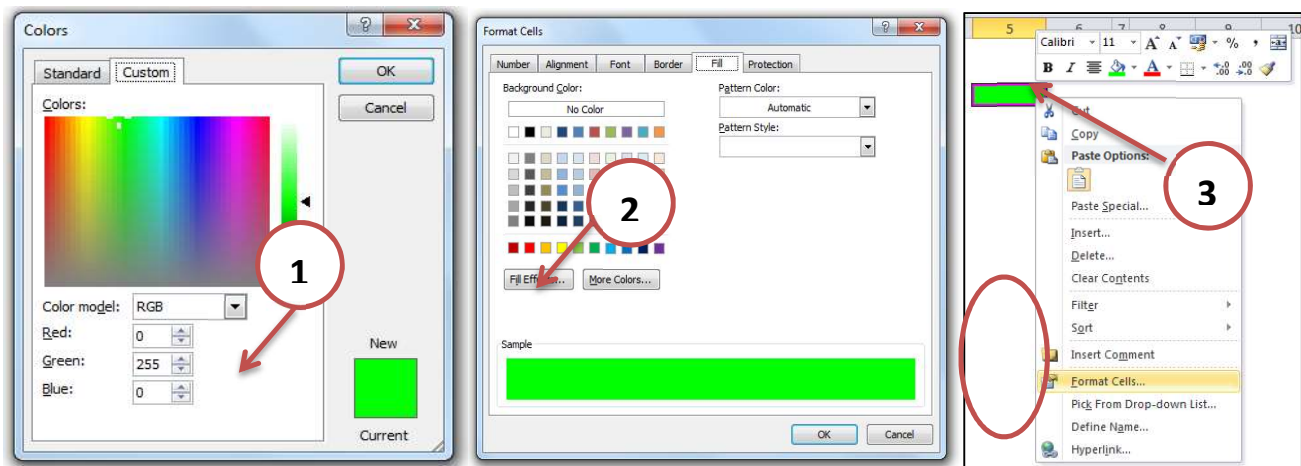 Colors
Standard Custom
OK
Cancel
Colors:
1
Color model: RGB
Red: 0
Green: 255
Blue: 0
New
Current
Format Cells
Number Alignment Font Border Fill Protection
Background Color:
No Color
Pattern Color:
Automatic
Pattern Style:
2
More Colors...
Sample
OK Cancel
5 6 7 8 9 10
Calibri 11 A A % ,
B I A .00 .0
Cut
Copy
Paste Options:
3
Paste Special...
Insert...
Delete...
Clear Contents
Filter
Sort
Insert Comment
Format Cells...
Pick From Drop-down List...
Define Name...
Hyperlink...